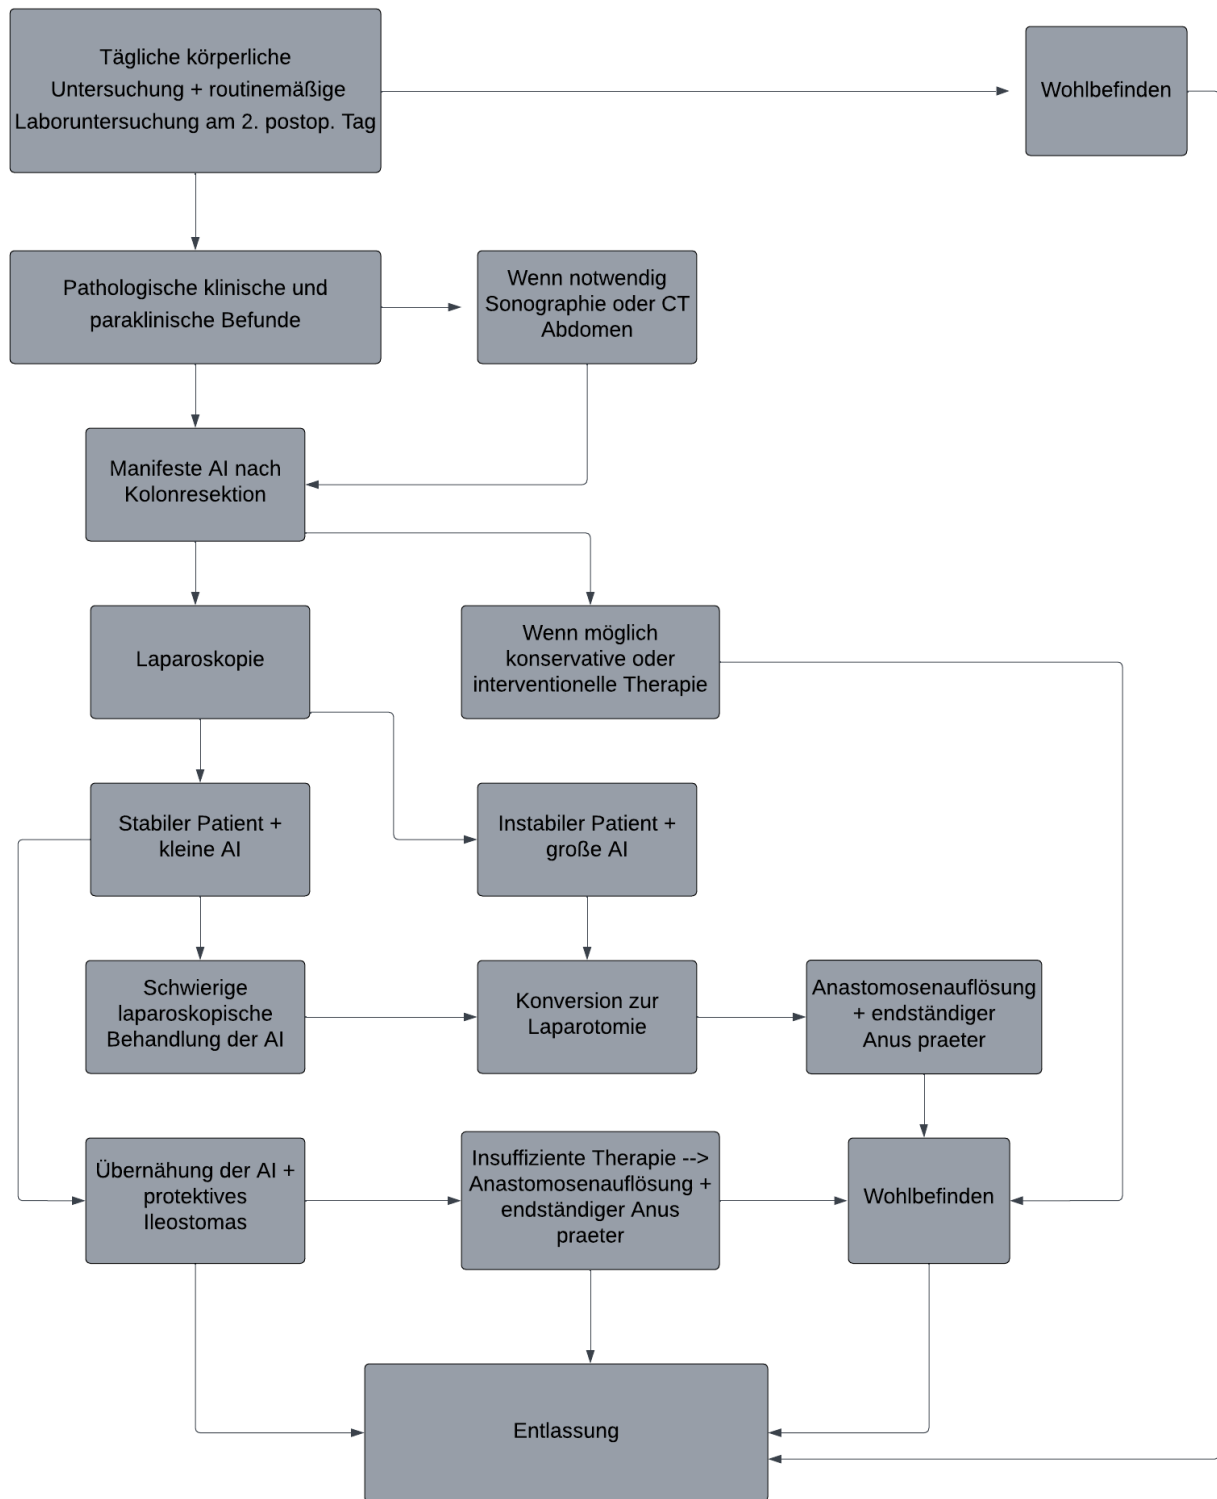 Tägliche körperliche
Untersuchung + routinemäßige
Laboruntersuchung am 2. postop. Tag
Wohlbefinden
Pathologische klinische und
paraklinische Befunde
Wenn notwendig
Sonographie oder CT
Abdomen
Manifeste AI nach
Kolonresektion
Laparoskopie
Wenn möglich
konservative oder
interventionelle Therapie
Stabiler Patient +
kleine AI
Instabiler Patient +
große AI
Schwierige
laparoskopische
Behandlung der AI
Konversion zur
Laparotomie
Anastomosenauflösung
+ endständiger
Anus praeter
Übernähung der AI +
protektives
Ileostomas
Insuffiziente Therapie -->
Anastomosenauflösung +
endständiger Anus
praeter
Wohlbefinden
Entlassung